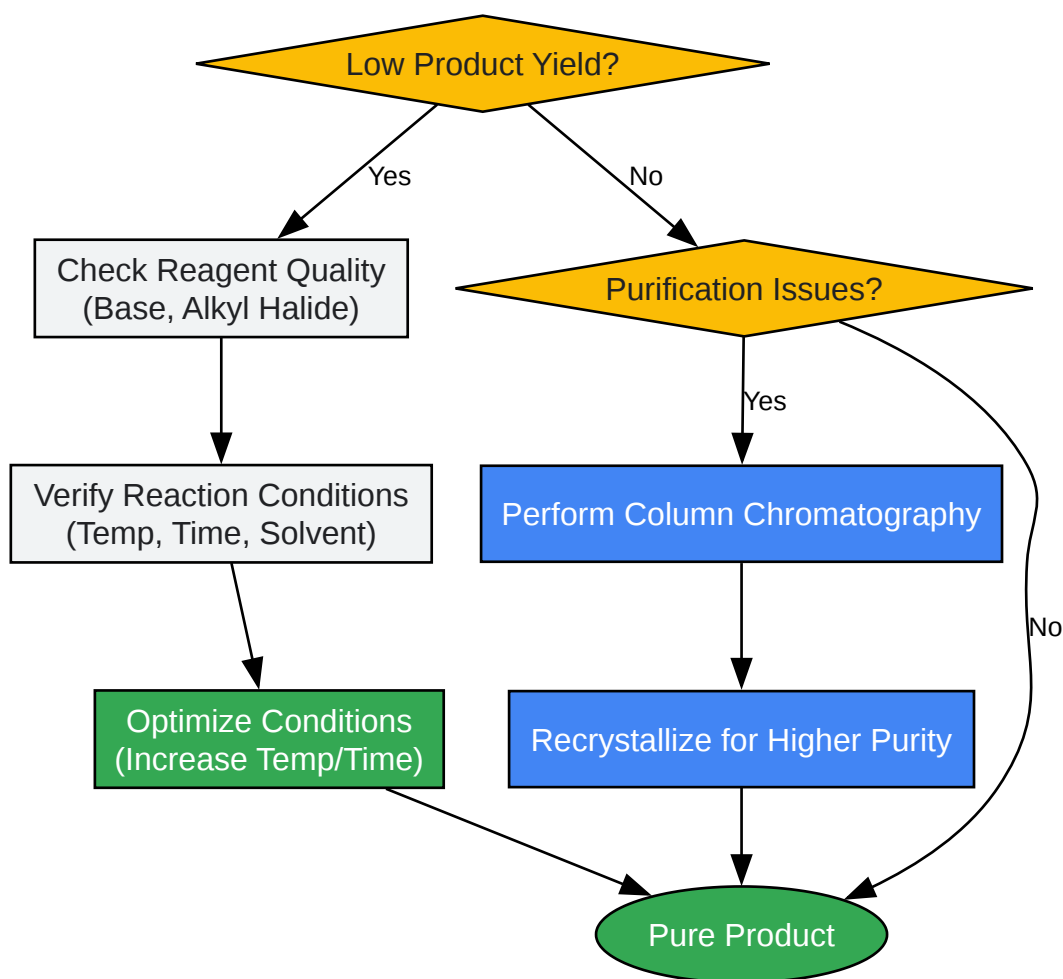 Low Product Yield?
Yes
No
Check Reagent Quality
(Base, Alkyl Halide)
Purification Issues?
Yes
Verify Reaction Conditions
(Temp, Time, Solvent)
Perform Column Chromatography
No
Optimize Conditions
(Increase Temp/Time)
Recrystallize for Higher Purity
Pure Product